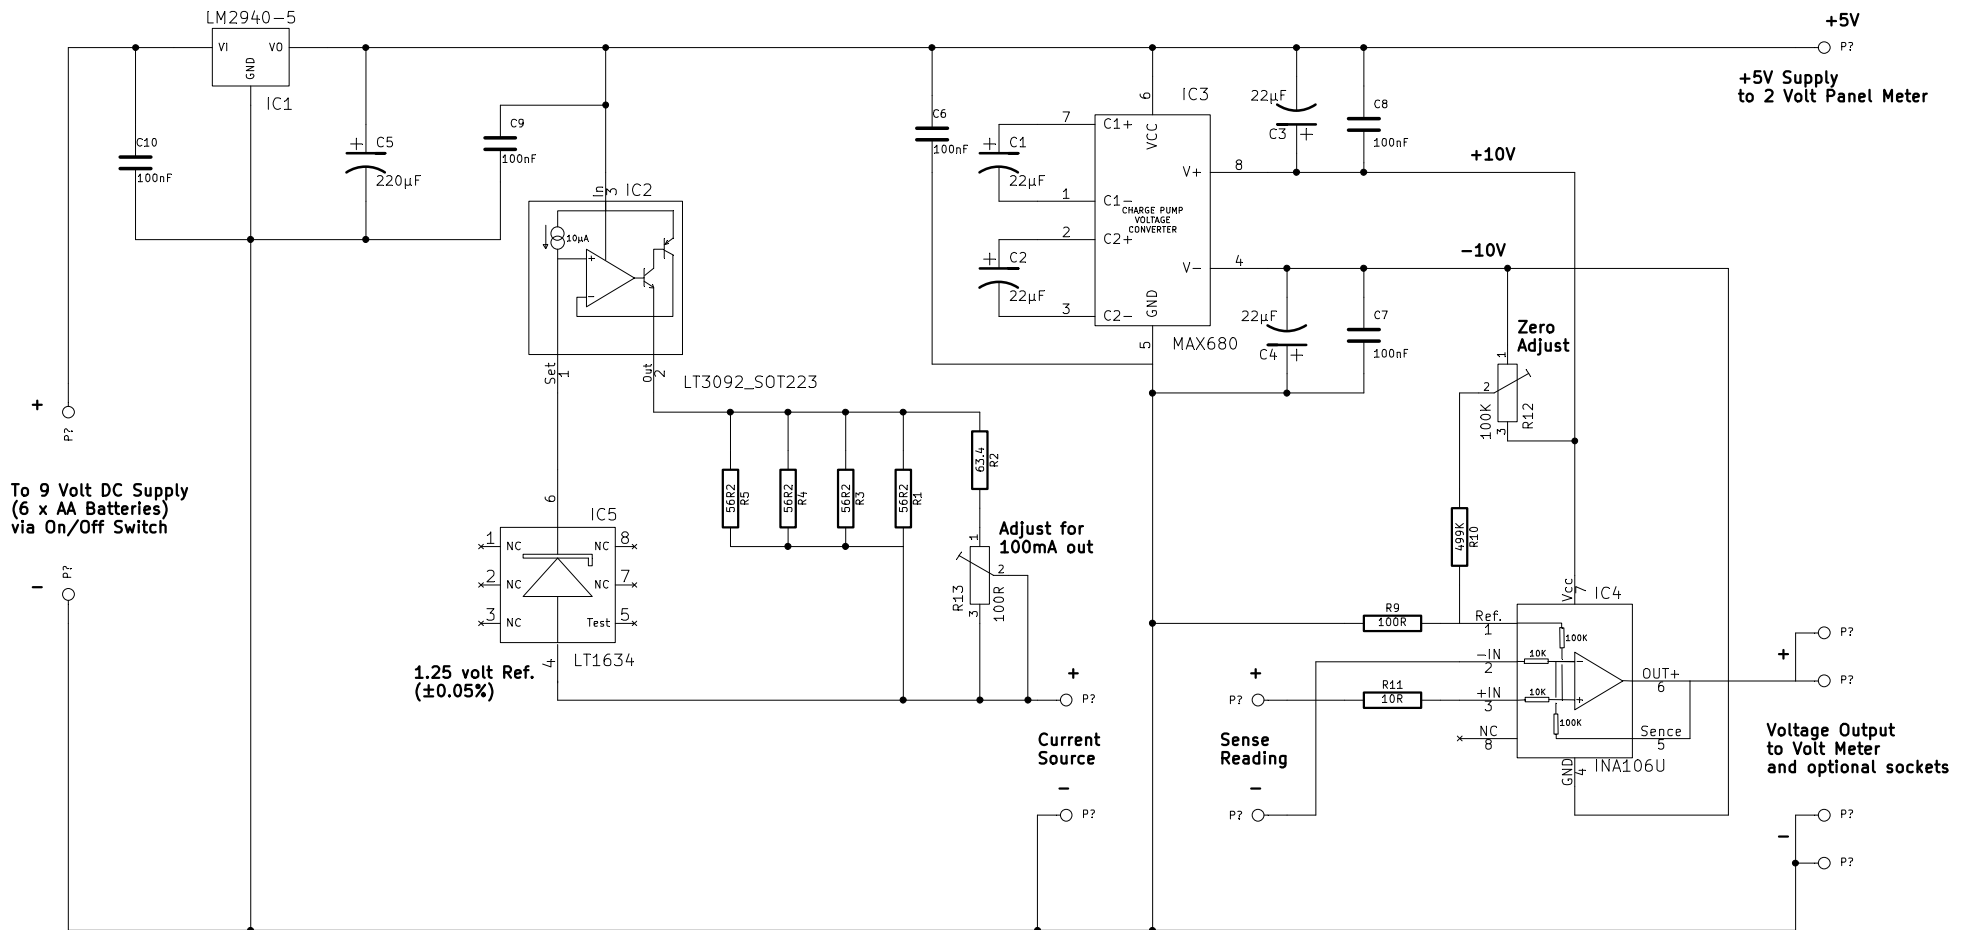 LM2940-5
VI
VO
GND
IC1
C10
100nF
+
C5
220µF
C9
100nF
In
3
IC2
10µA
+
-
Set
1
Out
2
LT3092_SOT223
C6
100nF
+
C1
22µF
+
C2
22µF
7
C1+
1
C1-
2
C2+
3
C2-
6
VCC
IC3
V+
8
CHARGE PUMP
VOLTAGE
CONVERTER
V-
4
GND
5
MAX680
22µF
C3
+
C8
100nF
+10V
-10V
22µF
C4
+
C7
100nF
+5V
P?
+5V Supply
to 2 Volt Panel Meter
Zero
Adjust
1
2
3
100K
R12
+
P?
To 9 Volt DC Supply
(6 x AA Batteries)
via On/Off Switch
P?
-
56R2
R5
56R2
R4
56R2
R3
56R2
R1
63.4
R2
Adjust for
100mA out
1
2
3
R13
100R
6
IC5
1
NC
NC
8
2
NC
NC
7
3
NC
Test
5
4
LT1634
1.25 volt Ref.
(±0.05%)
+
P?
Current
Source
-
P?
499K
R10
R9
100R
Ref.
1
Vcc
7
IC4
100K
-IN
2
10K
-
+
P?
R11
10R
+IN
3
10K
+
100K
OUT+
6
NC
8
Sence
5
GND
4
INA106U
Sense
Reading
-
P?
P?
+
P?
Voltage Output
to Volt Meter
and optional sockets
P?
-
P?